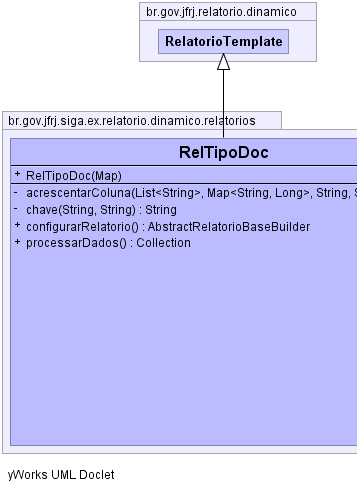 br.gov.jfrj.relatorio.dinamico
RelatorioTemplate
br.gov.jfrj.siga.ex.relatorio.dinamico.relatorios
RelTipoDoc
+ RelTipoDoc(Map)
- acrescentarColuna(List<String>, Map<String, Long>, String, S
- chave(String, String) : String
+ configurarRelatorio() : AbstractRelatorioBaseBuilder
+ processarDados() : Collection
yWorks UML Doclet